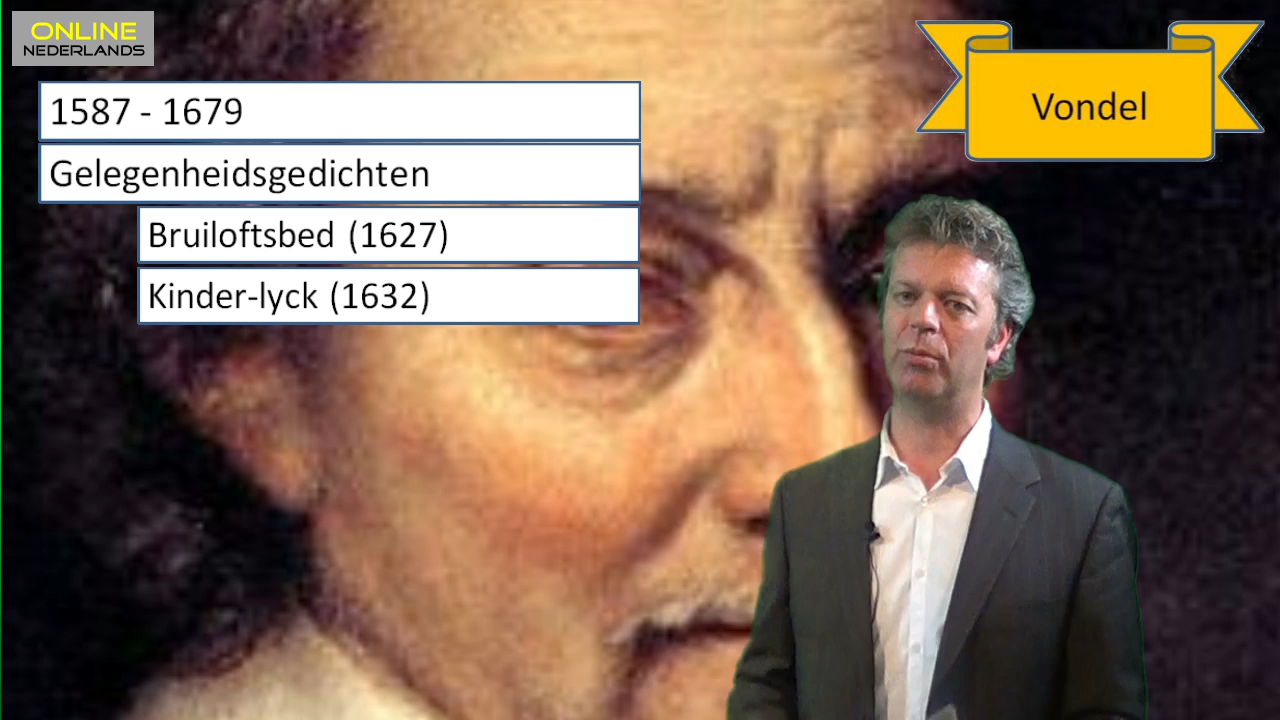 ONLINE
NEDERLANDS
Vondel
1587 - 1679
Gelegenheidsgedichten
Bruiloftsbed (1627)
Kinder-lyck (1632)